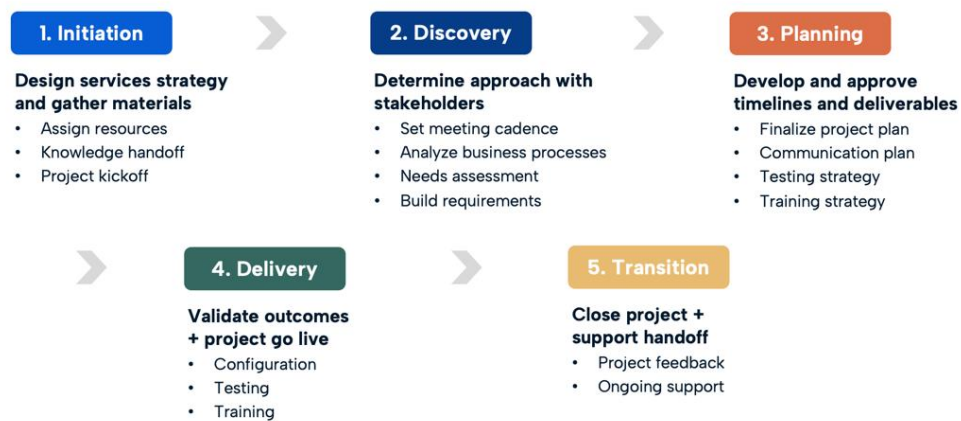 1. Initiation
Design services strategy
and gather materials
• Assign resources
• Knowledge handoff
• Project kickoff
2. Discovery
Determine approach with
stakeholders
• Set meeting cadence
• Analyze business processes
• Needs assessment
• Build requirements
3. Planning
Develop and approve
timelines and deliverables
• Finalize project plan
• Communication plan
• Testing strategy
• Training strategy
4. Delivery
Validate outcomes
+ project go live
• Configuration
• Testing
• Training
5. Transition
Close project +
support handoff
• Project feedback
• Ongoing support